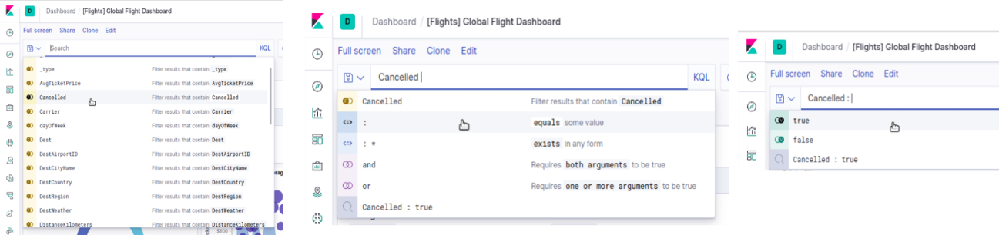 D Dashboard / [Flights] Global Flight Dashboard
Full screen Share Clone Edit
Search KQL
_type Filter results that contain _type
AvgTicketPrice Filter results that contain AvgTicketPrice
Cancelled Filter results that contain Cancelled
Carrier Filter results that contain Carrier
dayOfWeek Filter results that contain dayOfWeek
Dest Filter results that contain Dest
DestAirportID Filter results that contain DestAirportID
DestCityName Filter results that contain DestCityName
DestCountry Filter results that contain DestCountry
DestRegion Filter results that contain DestRegion
DestWeather Filter results that contain DestWeather
DistanceKilometers Filter results that contain DistanceKilometers
$600
D Dashboard / [Flights] Global Flight Dashboard
Full screen Share Clone Edit
Cancelled KQL
Cancelled Filter results that contain Cancelled
: equals some value
: * exists in any form
and Requires both arguments to be true
or Requires one or more arguments to be true
Cancelled : true
D Dashboard / [Flights] Global Flight Dashboard
Full screen Share Clone Edit
Cancelled :
true
false
Cancelled : true